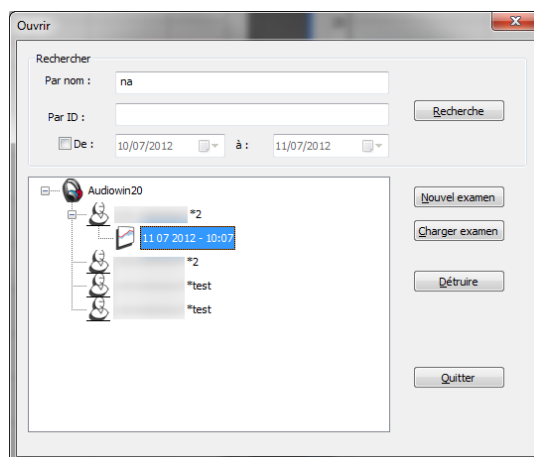 Ouvrir
Rechercher
Par nom :
na
Par ID :
Recherche
De :
10/07/2012
à :
11/07/2012
Audiowin20
Nouvel examen
*2
11 07 2012 - 10:07
Charger examen
*2
*test
Détruire
*test
Quitter